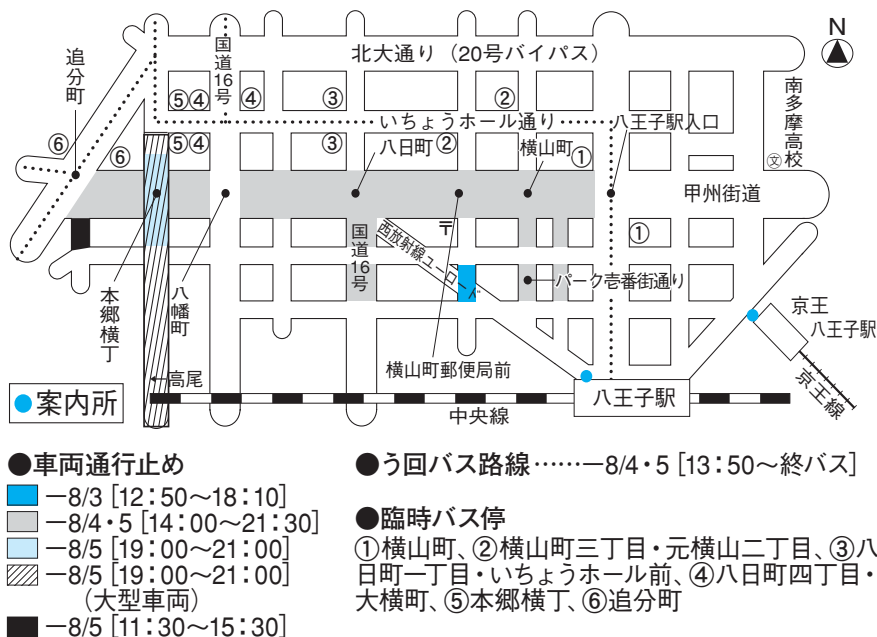 追分町
国道16号
北大通り（20号バイパス）
N
南多摩高校
文
⑤④
④
③
②
いちょうホール通り
八王子駅入口
⑥
⑥
⑤④
③
八日町
②
横山町
①
甲州街道
〒
①
国道16号
西放射線ユーロード
パーク壱番街通り
本郷横丁
八幡町
横山町郵便局前
京王八王子駅
京王線
高尾
●案内所
八王子駅
中央線
●車両通行止め
－8/3［12：50～18：10］
－8/4・5［14：00～21：30］
－8/5［19：00～21：00］
－8/5［19：00～21：00］
（大型車両）
－8/5［11：30～15：30］
●う回バス路線……－8/4・5［13：50～終バス］
●臨時バス停
①横山町、②横山町三丁目・元横山二丁目、③八
日町一丁目・いちょうホール前、④八日町四丁目・
大横町、⑤本郷横丁、⑥追分町